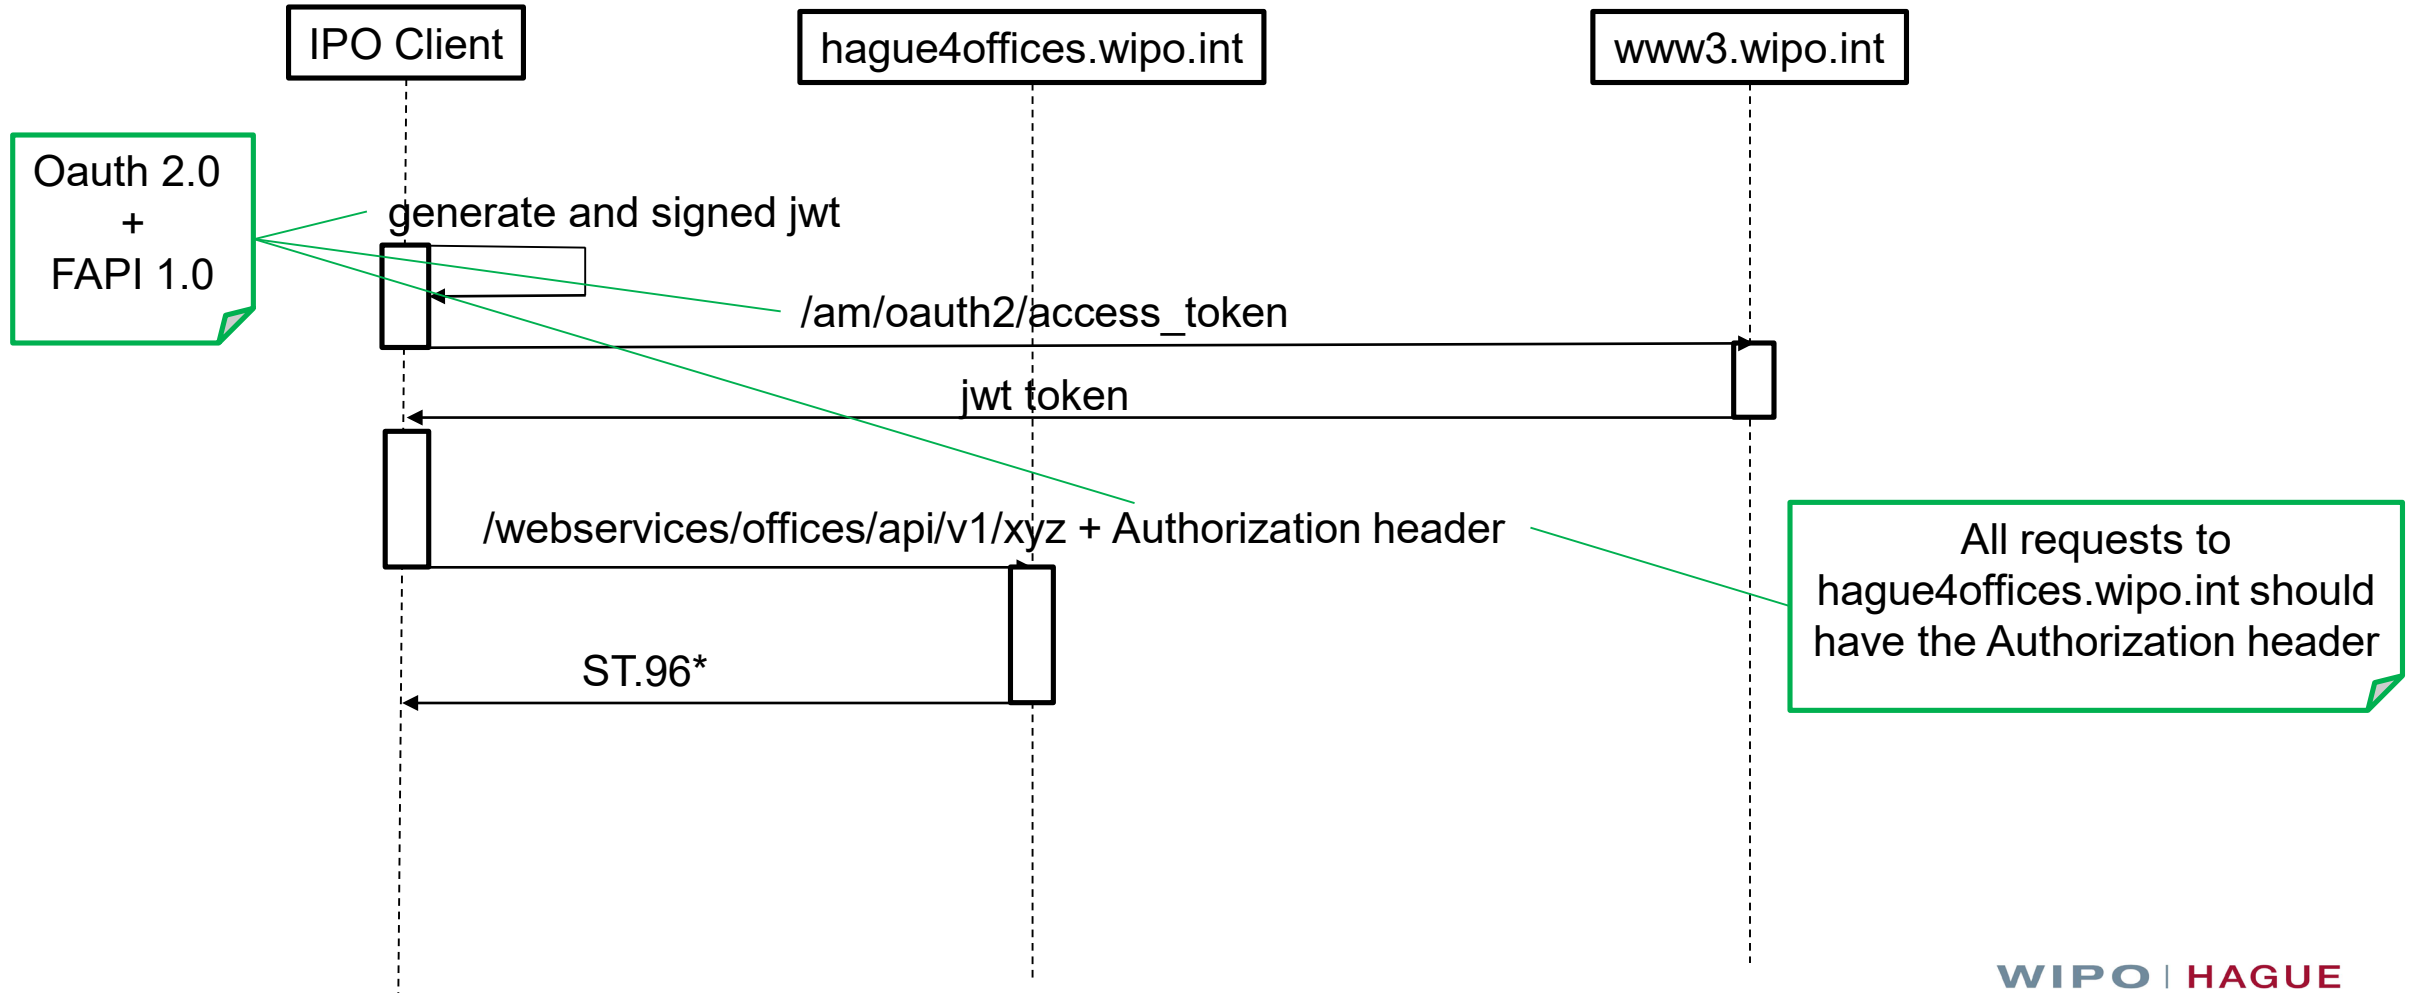 IPO Client
hague4offices.wipo.int
www3.wipo.int
Oauth 2.0
+
FAPI 1.0
generate and signed jwt
/am/oauth2/access_token
jwt token
/webservices/offices/api/v1/xyz + Authorization header
All requests to
hague4offices.wipo.int should
have the Authorization header
ST.96*
WIPO | HAGUE